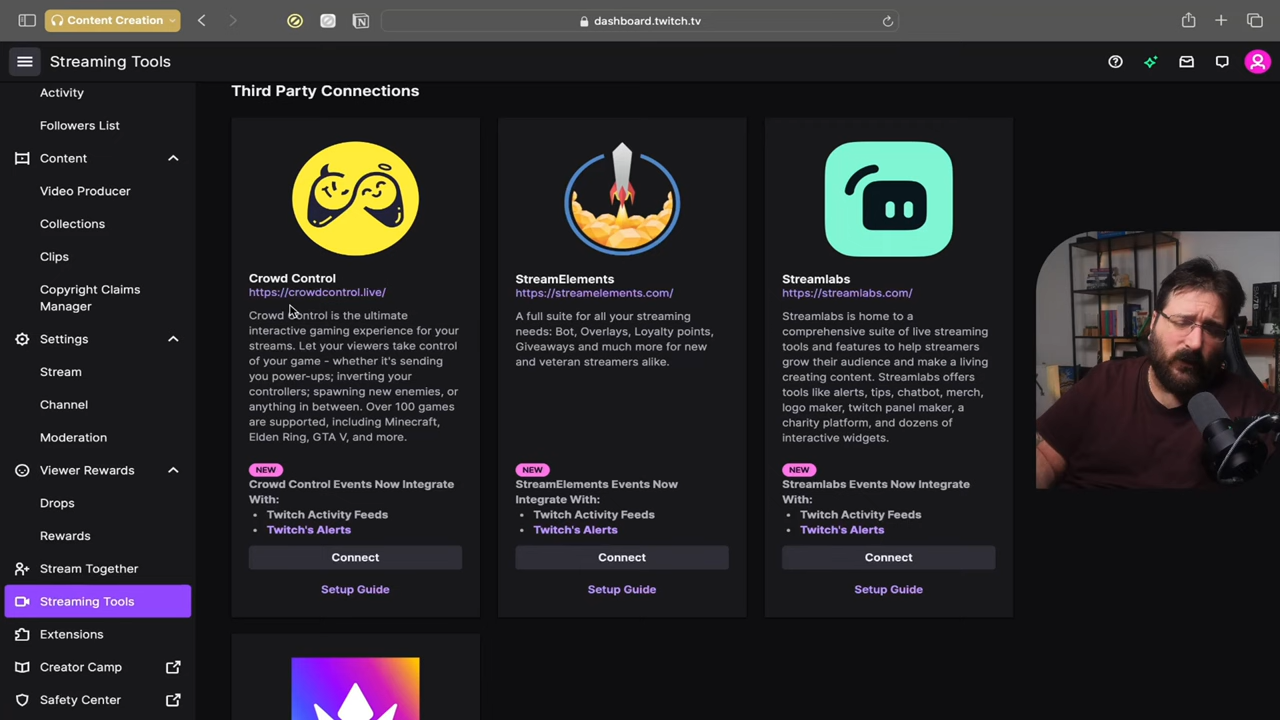 Content Creation
dashboard.twitch.tv
Streaming Tools
Activity
Followers List
Content
Video Producer
Collections
Clips
Copyright Claims
Manager
Settings
Stream
Channel
Moderation
Viewer Rewards
Drops
Rewards
Stream Together
Streaming Tools
Extensions
Creator Camp
Safety Center
Third Party Connections
Crowd Control
https://crowdcontrol.live/
Crowd Control is the ultimate
interactive gaming experience for your
streams. Let your viewers take control
of your game - whether it's sending
you power-ups; inverting your
controllers; spawning new enemies, or
anything in between. Over 100 games
are supported, including Minecraft,
Elden Ring, GTA V, and more.
NEW
Crowd Control Events Now Integrate
With:
• Twitch Activity Feeds
• Twitch's Alerts
Connect
Setup Guide
StreamElements
https://streamelements.com/
A full suite for all your streaming
needs: Bot, Overlays, Loyalty points,
Giveaways and much more for new
and veteran streamers alike.
NEW
StreamElements Events Now
Integrate With:
• Twitch Activity Feeds
• Twitch's Alerts
Connect
Setup Guide
Streamlabs
https://streamlabs.com/
Streamlabs is home to a
comprehensive suite of live streaming
tools and features to help streamers
grow their audience and make a living
creating content. Streamlabs offers
tools like alerts, tips, chatbot, merch,
logo maker, twitch panel maker, a
charity platform, and dozens of
interactive widgets.
NEW
Streamlabs Events Now Integrate
With:
• Twitch Activity Feeds
• Twitch's Alerts
Connect
Setup Guide